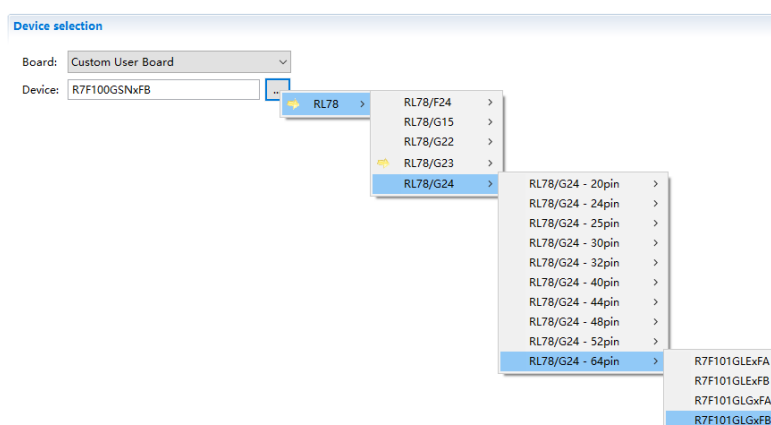 Device selection
Board: Custom User Board
Device: R7F100GSNxFB ..
RL78
RL78/F24
RL78/G15
RL78/G22
RL78/G23
RL78/G24
RL78/G24 - 20pin
RL78/G24 - 24pin
RL78/G24 - 25pin
RL78/G24 - 30pin
RL78/G24 - 32pin
RL78/G24 - 40pin
RL78/G24 - 44pin
RL78/G24 - 48pin
RL78/G24 - 52pin
RL78/G24 - 64pin
R7F101GLExFA
R7F101GLExFB
R7F101GLGxFA
R7F101GLGxFB